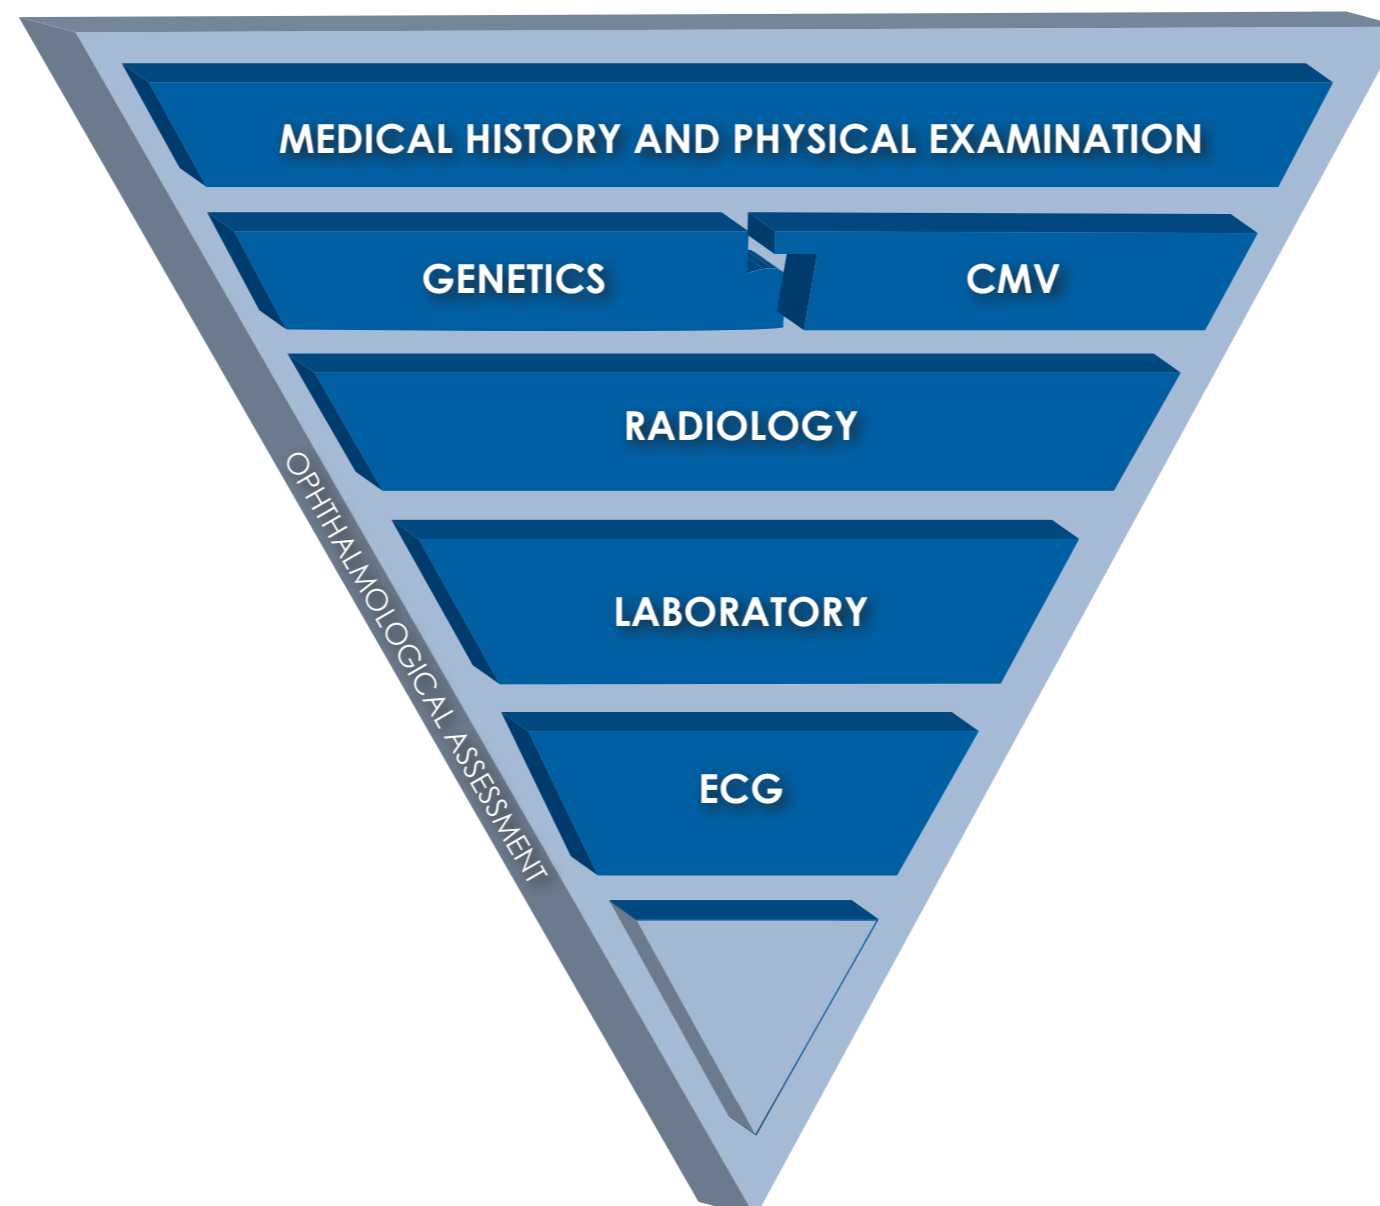 MEDICAL HISTORY AND PHYSICAL EXAMINATION
GENETICS
CMV
RADIOLOGY
OPHTHALMOLOGICAL ASSESSMENT
LABORATORY
ECG